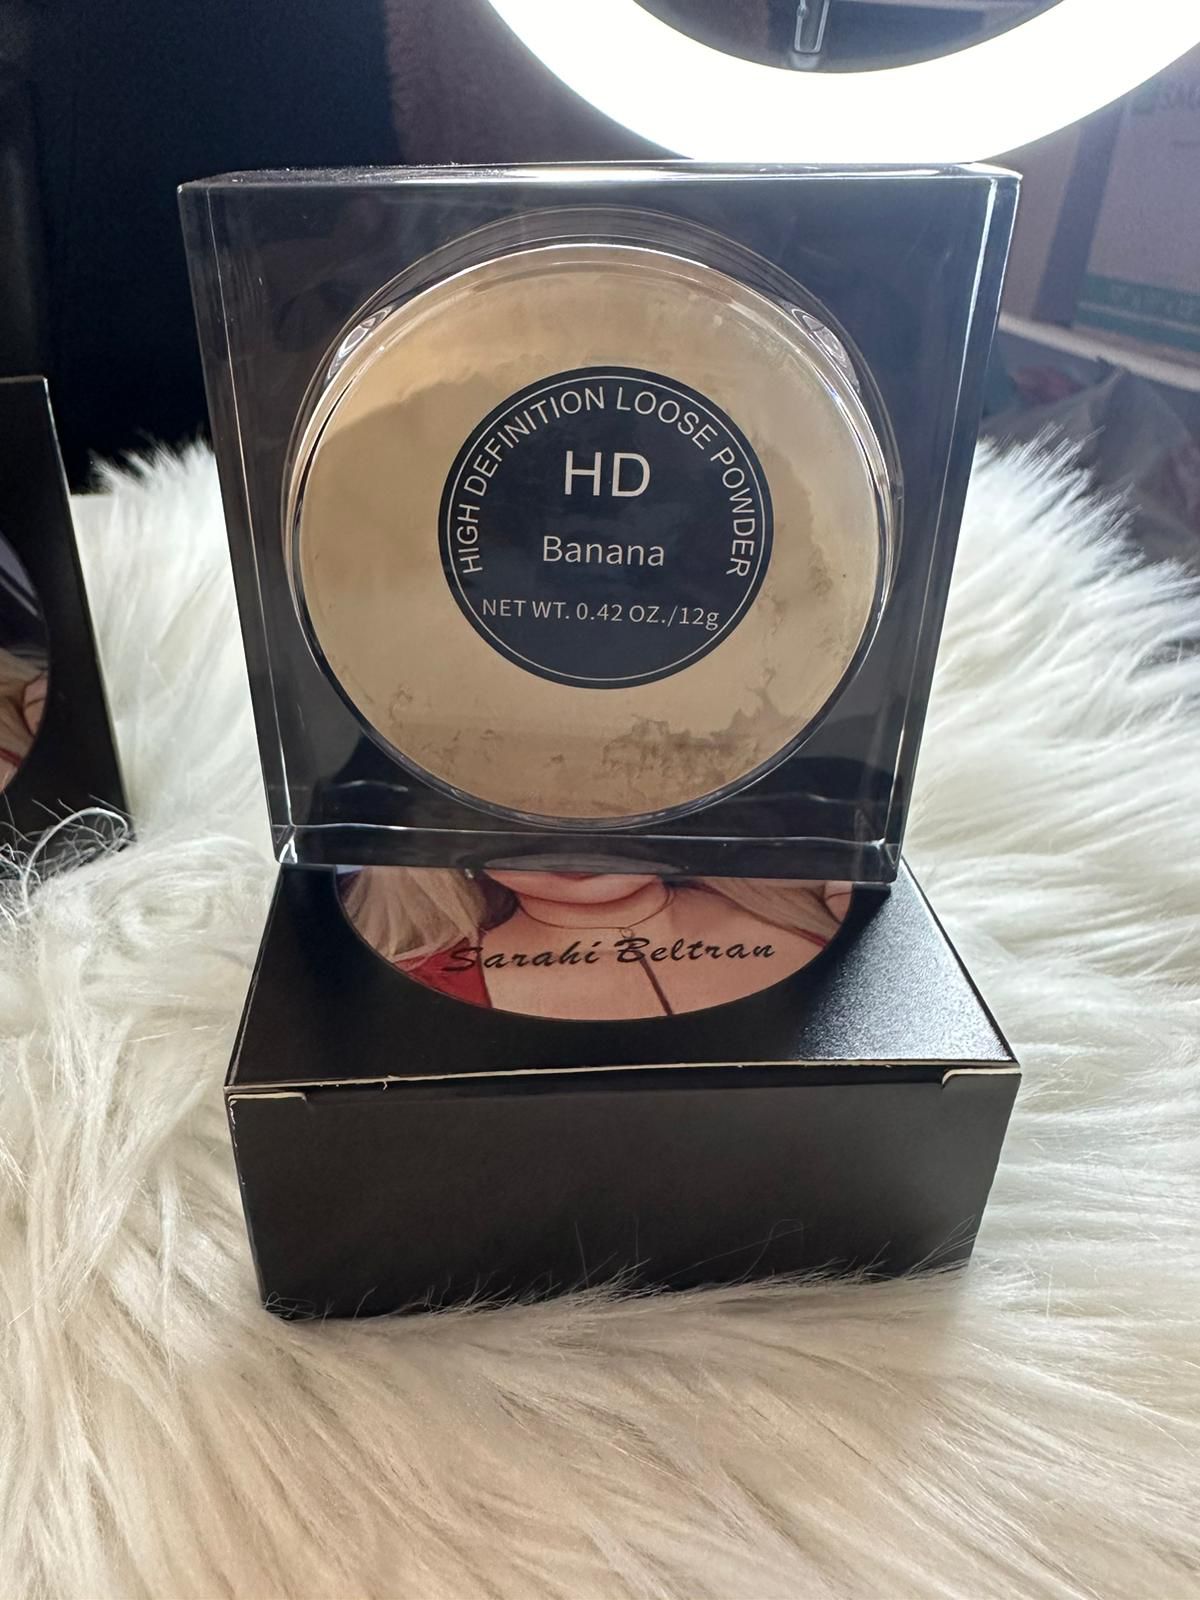 HIGH DEFINITION LOOSE POWDER
HD
Banana
NET WT. 0.42 OZ./12g
Sarahi Beltran